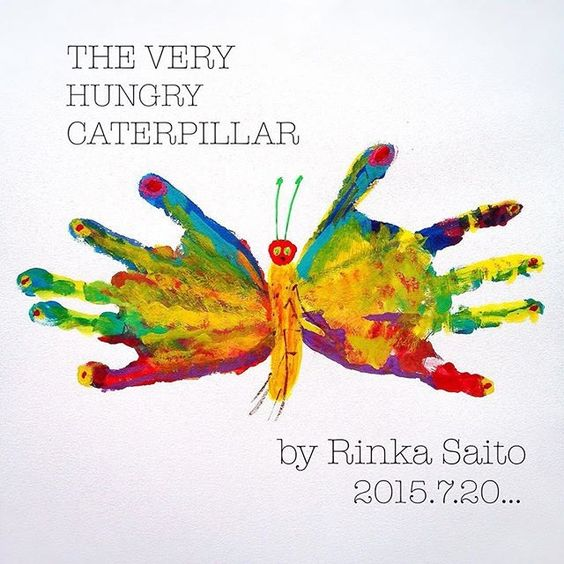 THE VERY
HUNGRY
CATERPILLAR
by Rinka Saito
2015.7.20...